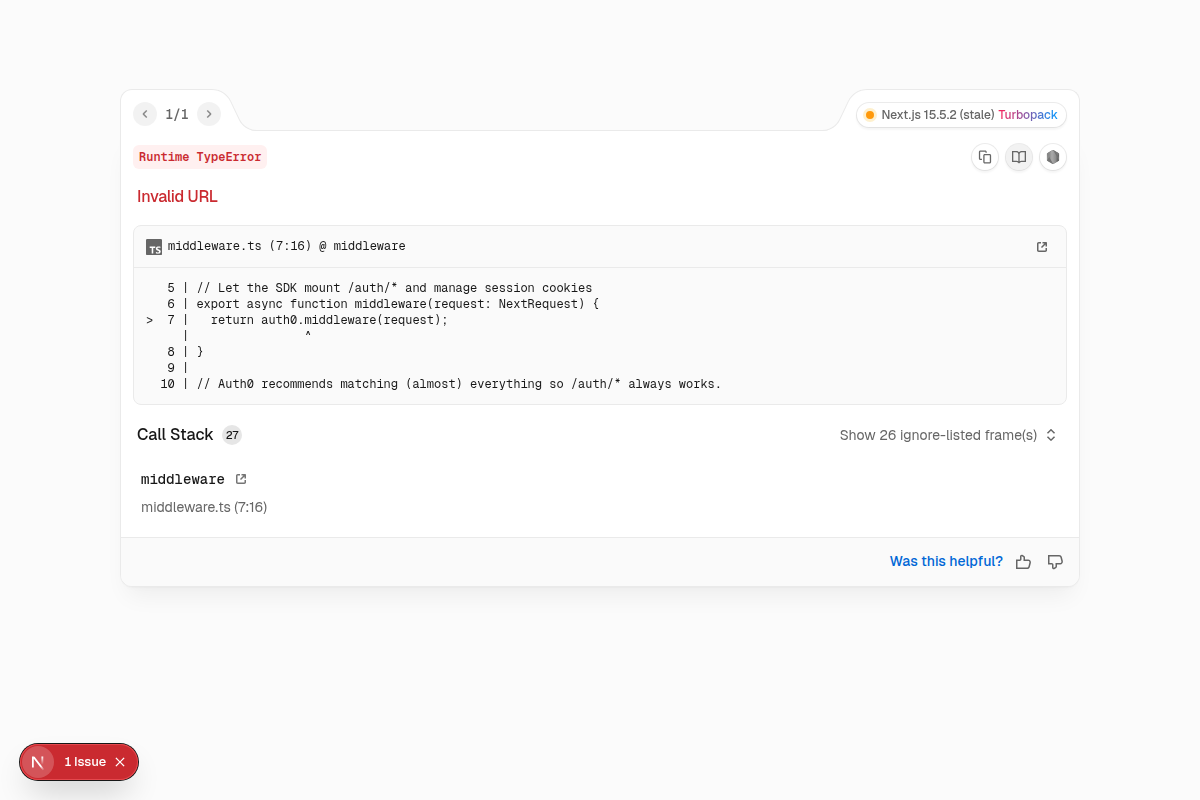 1/1
Next.js 15.5.2 (stale) Turbopack
Runtime TypeError
Invalid URL
TS middleware.ts (7:16) @ middleware
5 | // Let the SDK mount /auth/* and manage session cookies
6 | export async function middleware(request: NextRequest) {
> 7 |   return auth0.middleware(request);
|                ^
8 | }
9 |
10 | // Auth0 recommends matching (almost) everything so /auth/* always works.
Call Stack 27
Show 26 ignore-listed frame(s)
middleware
middleware.ts (7:16)
Was this helpful?
N 1 Issue